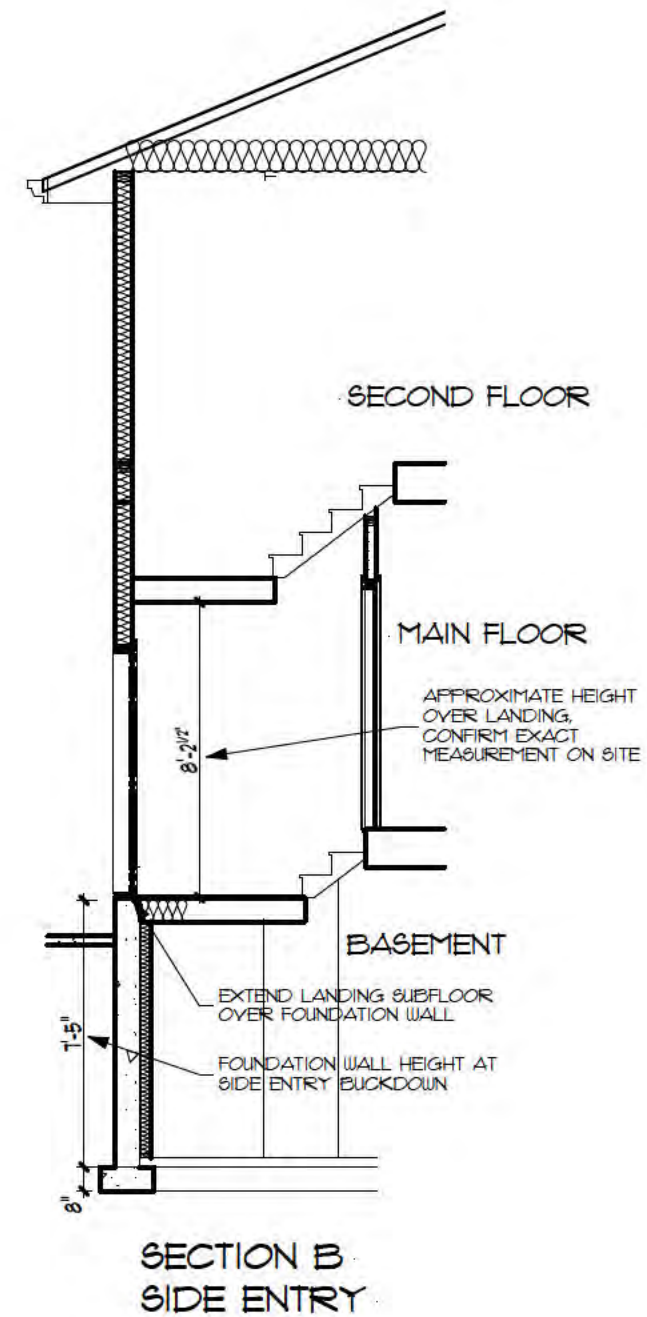 SECOND FLOOR
MAIN FLOOR
APPROXIMATE HEIGHT
OVER LANDING,
CONFIRM EXACT
MEASUREMENT ON SITE
8'-2 1/2"
BASEMENT
EXTEND LANDING SUBFLOOR
OVER FOUNDATION WALL
7'-5"
FOUNDATION WALL HEIGHT AT
SIDE ENTRY BUCKDOWN
8"
SECTION B
SIDE ENTRY